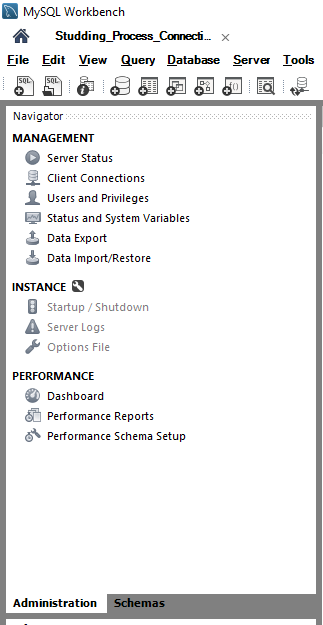 MySQL Workbench
Studding_Process_Connecti... ×
File Edit View Query Database Server Tools
SQL SQL
Navigator
MANAGEMENT
Server Status
Client Connections
Users and Privileges
Status and System Variables
Data Export
Data Import/Restore
INSTANCE
Startup / Shutdown
Server Logs
Options File
PERFORMANCE
Dashboard
Performance Reports
Performance Schema Setup
Administration Schemas